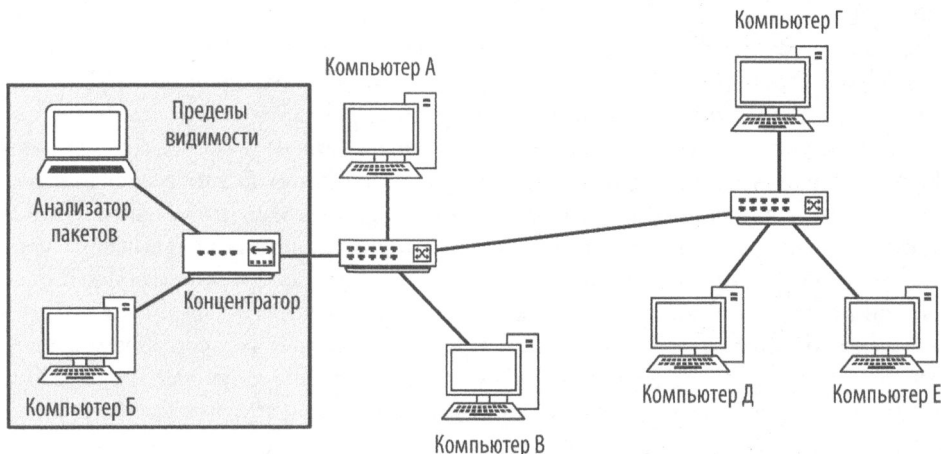 Компьютер Г
Компьютер А
Пределы
видимости
Анализатор
пакетов
Концентратор
Компьютер Б
Компьютер В
Компьютер Д
Компьютер Е